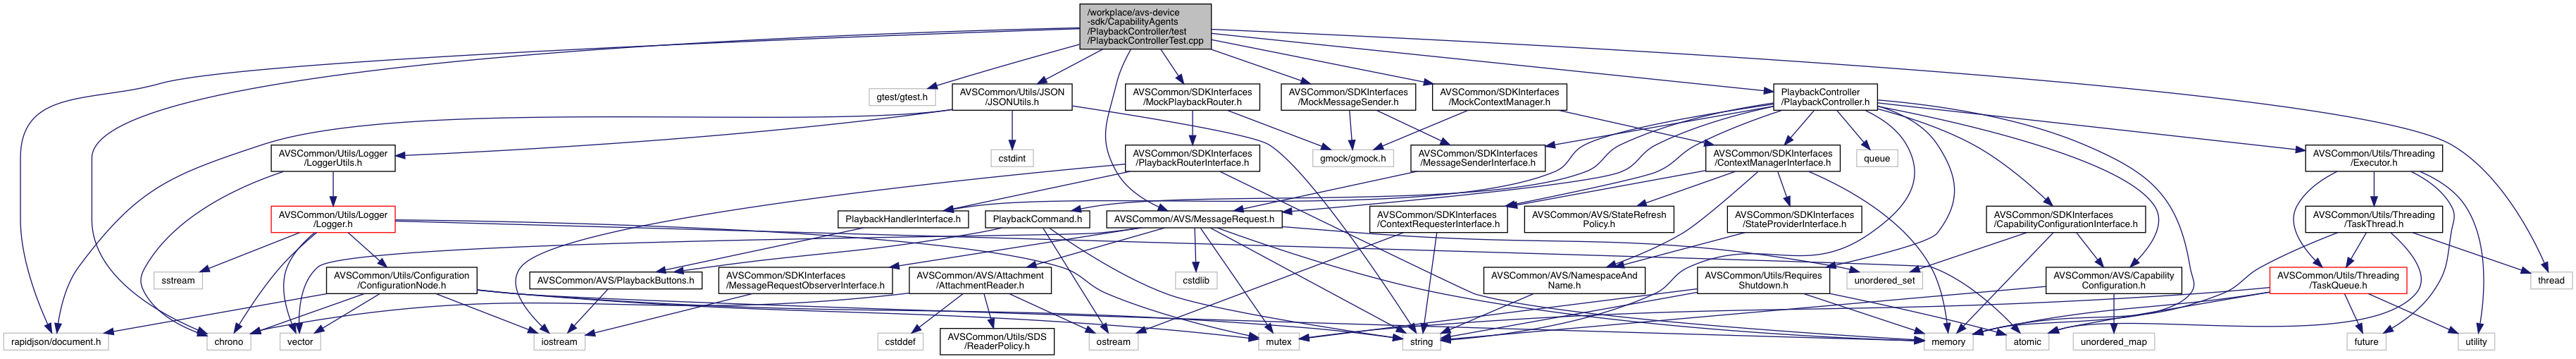 /workplace/avs-device
-sdk/CapabilityAgents
/PlaybackController/test
/PlaybackControllerTest.cpp
gtest/gtest.h
AVSCommon/Utils/JSON
/JSONUtils.h
AVSCommon/SDKInterfaces
/MockPlaybackRouter.h
AVSCommon/SDKInterfaces
/MockMessageSender.h
AVSCommon/SDKInterfaces
/MockContextManager.h
PlaybackController
/PlaybackController.h
AVSCommon/Utils/Logger
/LoggerUtils.h
cstdint
AVSCommon/SDKInterfaces
/PlaybackRouterInterface.h
gmock/gmock.h
AVSCommon/SDKInterfaces
/MessageSenderInterface.h
AVSCommon/SDKInterfaces
/ContextManagerInterface.h
queue
AVSCommon/Utils/Threading
/Executor.h
AVSCommon/Utils/Logger
/Logger.h
PlaybackHandlerInterface.h
PlaybackCommand.h
AVSCommon/AVS/MessageRequest.h
AVSCommon/SDKInterfaces
/ContextRequesterInterface.h
AVSCommon/AVS/StateRefresh
Policy.h
AVSCommon/SDKInterfaces
/StateProviderInterface.h
AVSCommon/SDKInterfaces
/CapabilityConfigurationInterface.h
AVSCommon/Utils/Threading
/TaskThread.h
sstream
AVSCommon/Utils/Configuration
/ConfigurationNode.h
AVSCommon/AVS/PlaybackButtons.h
AVSCommon/SDKInterfaces
/MessageRequestObserverInterface.h
AVSCommon/AVS/Attachment
/AttachmentReader.h
cstdlib
AVSCommon/AVS/NamespaceAnd
Name.h
AVSCommon/Utils/Requires
Shutdown.h
unordered_set
AVSCommon/AVS/Capability
Configuration.h
AVSCommon/Utils/Threading
/TaskQueue.h
thread
rapidjson/document.h
chrono
vector
iostream
cstddef
AVSCommon/Utils/SDS
/ReaderPolicy.h
ostream
mutex
string
memory
atomic
unordered_map
future
utility